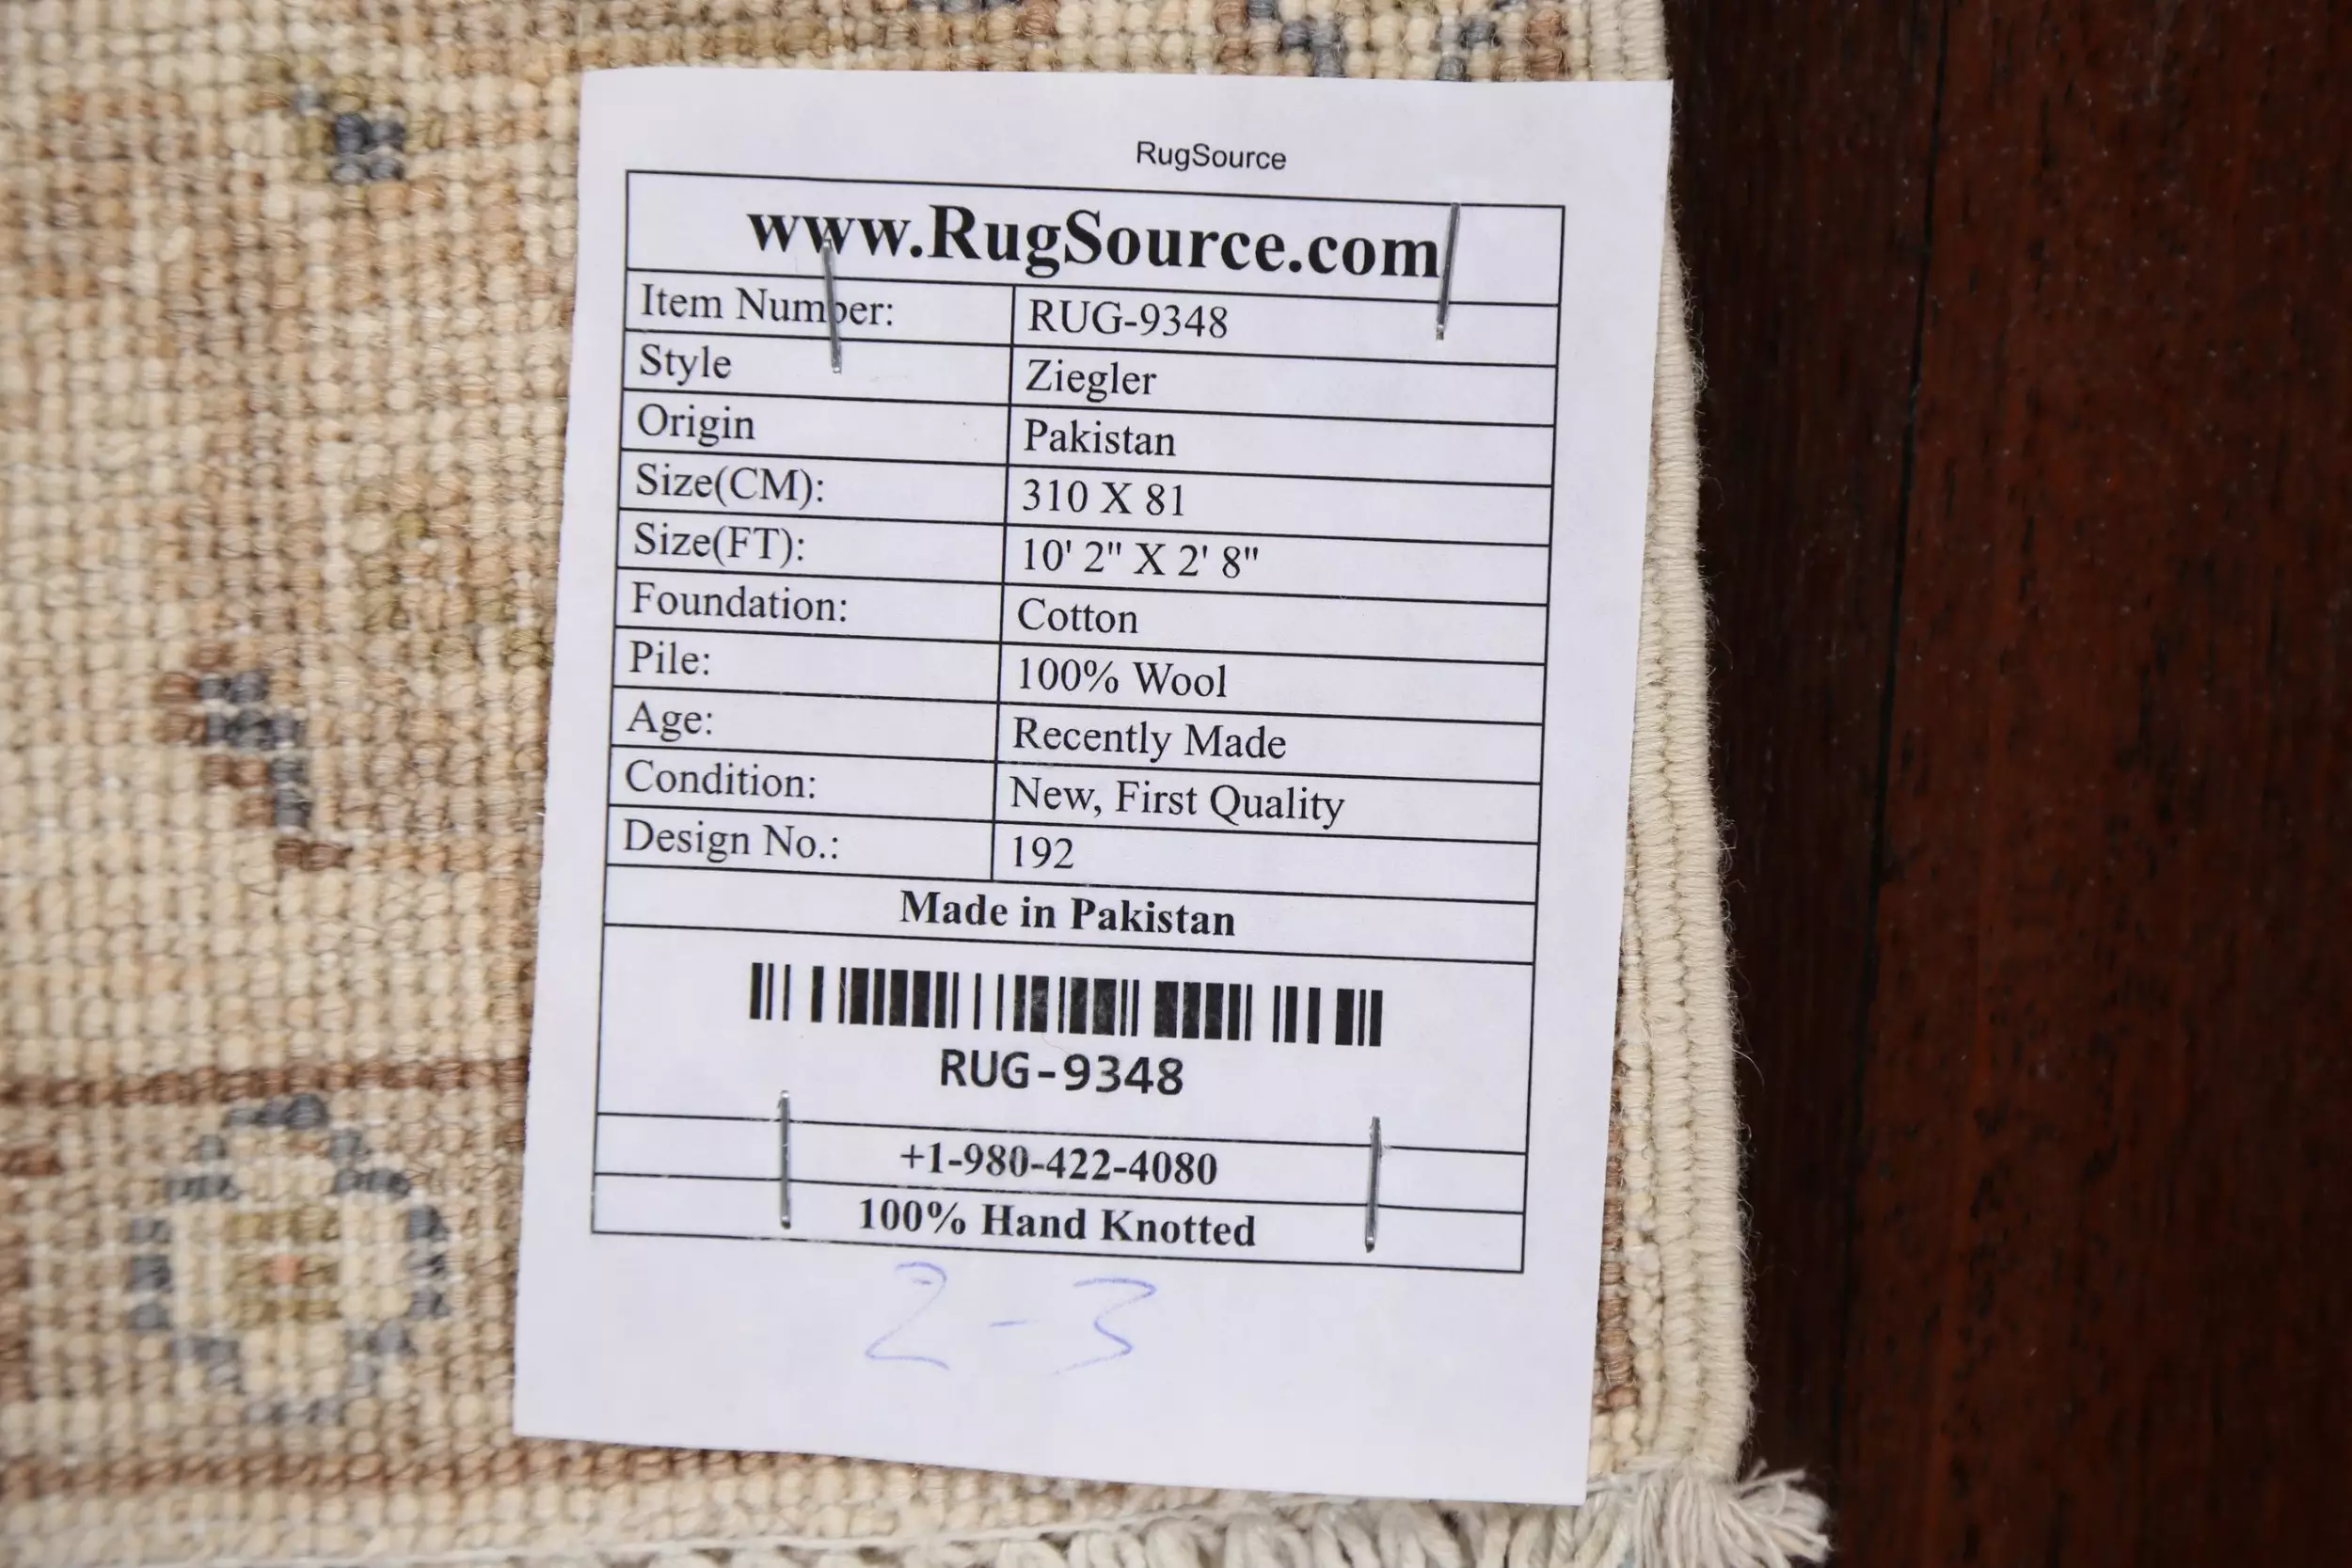 RugSource
www.RugSource.com
Item Number: RUG-9348
Style Ziegler
Origin Pakistan
Size(CM): 310 X 81
Size(FT): 10' 2" X 2' 8"
Foundation: Cotton
Pile: 100% Wool
Age: Recently Made
Condition: New, First Quality
Design No.: 192
Made in Pakistan
RUG-9348
+1-980-422-4080
100% Hand Knotted
2-3